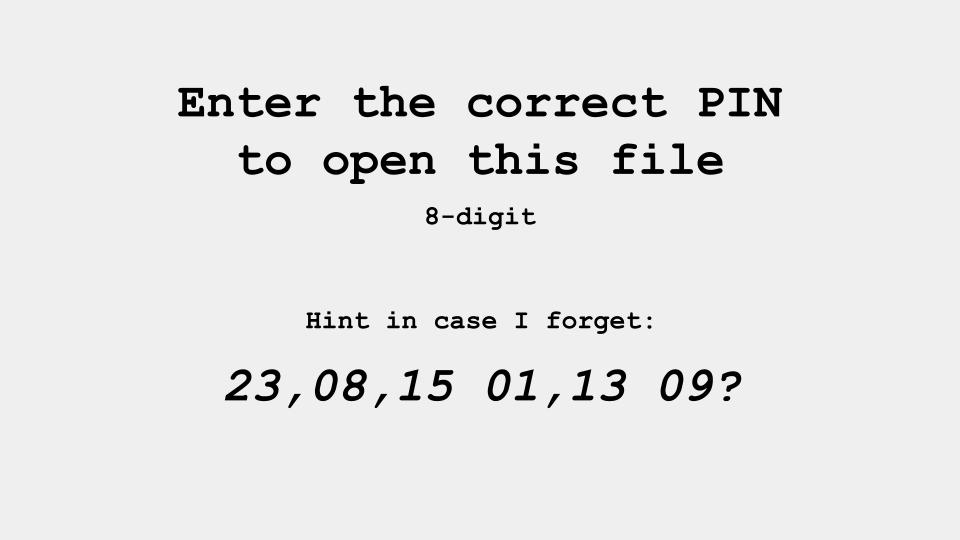 Enter the correct PIN
to open this file
8-digit
Hint in case I forget:
23,08,15 01,13 09?